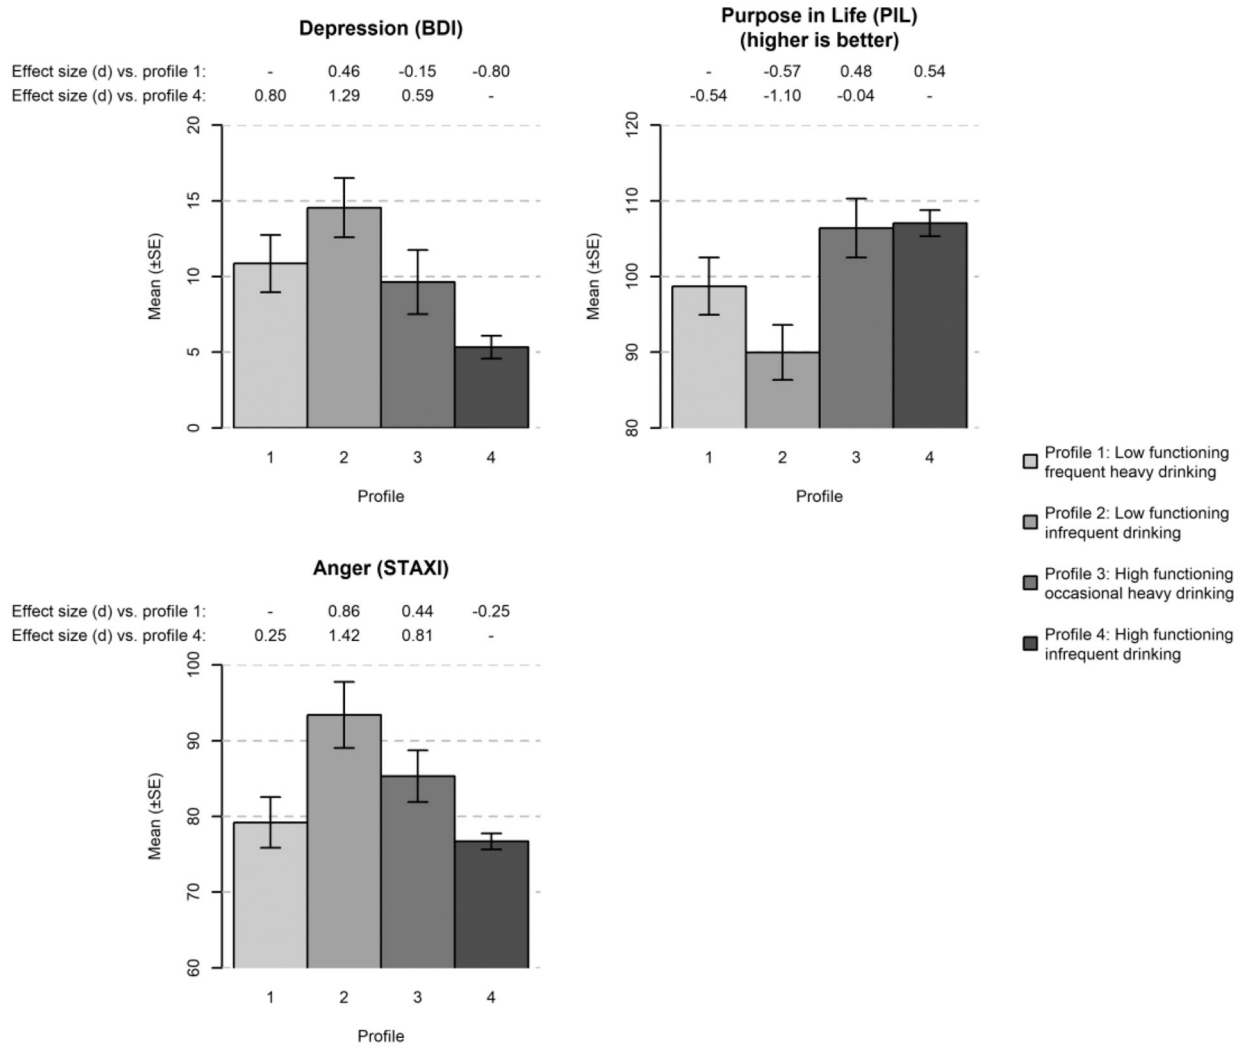 Depression (BDI)
Effect size (d) vs. profile 1: - 0.46 -0.15 -0.80
Effect size (d) vs. profile 4: 0.80 1.29 0.59 -
20
15
10
5
0
Mean (±SE)
1 2 3 4
Profile
Purpose in Life (PIL)
(higher is better)
- -0.57 0.48 0.54
-0.54 -1.10 -0.04 -
120
110
100
90
80
Mean (±SE)
1 2 3 4
Profile
Profile 1: Low functioning
frequent heavy drinking
Profile 2: Low functioning
infrequent drinking
Profile 3: High functioning
occasional heavy drinking
Profile 4: High functioning
infrequent drinking
Anger (STAXI)
Effect size (d) vs. profile 1: - 0.86 0.44 -0.25
Effect size (d) vs. profile 4: 0.25 1.42 0.81 -
100
90
80
70
60
Mean (±SE)
1 2 3 4
Profile